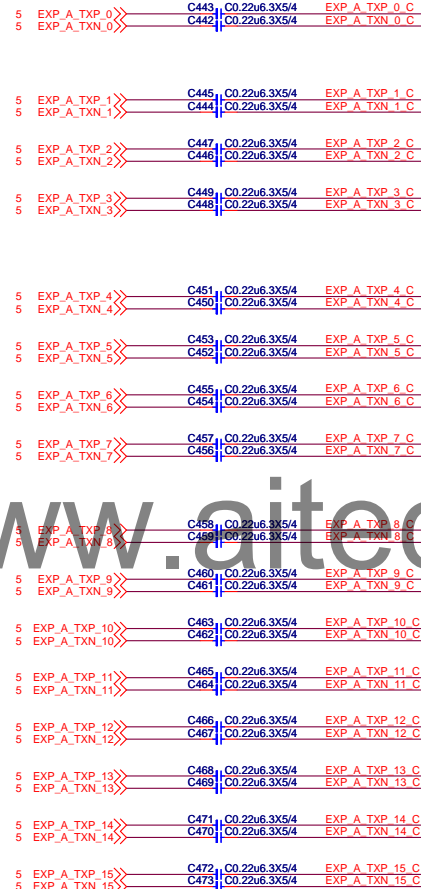 5 EXP_A_TXP_0 C443 C0.22u6.3X5/4 EXP_A_TXP_0_C
5 EXP_A_TXN_0 C442 C0.22u6.3X5/4 EXP_A_TXN_0_C
5 EXP_A_TXP_1 C445 C0.22u6.3X5/4 EXP_A_TXP_1_C
5 EXP_A_TXN_1 C444 C0.22u6.3X5/4 EXP_A_TXN_1_C
5 EXP_A_TXP_2 C447 C0.22u6.3X5/4 EXP_A_TXP_2_C
5 EXP_A_TXN_2 C446 C0.22u6.3X5/4 EXP_A_TXN_2_C
5 EXP_A_TXP_3 C449 C0.22u6.3X5/4 EXP_A_TXP_3_C
5 EXP_A_TXN_3 C448 C0.22u6.3X5/4 EXP_A_TXN_3_C
5 EXP_A_TXP_4 C451 C0.22u6.3X5/4 EXP_A_TXP_4_C
5 EXP_A_TXN_4 C450 C0.22u6.3X5/4 EXP_A_TXN_4_C
5 EXP_A_TXP_5 C453 C0.22u6.3X5/4 EXP_A_TXP_5_C
5 EXP_A_TXN_5 C452 C0.22u6.3X5/4 EXP_A_TXN_5_C
5 EXP_A_TXP_6 C455 C0.22u6.3X5/4 EXP_A_TXP_6_C
5 EXP_A_TXN_6 C454 C0.22u6.3X5/4 EXP_A_TXN_6_C
5 EXP_A_TXP_7 C457 C0.22u6.3X5/4 EXP_A_TXP_7_C
5 EXP_A_TXN_7 C456 C0.22u6.3X5/4 EXP_A_TXN_7_C
ww.aitec
5 EXP_A_TXP_8 C458 C0.22u6.3X5/4 EXP_A_TXP_8_C
5 EXP_A_TXN_8 C459 C0.22u6.3X5/4 EXP_A_TXN_8_C
5 EXP_A_TXP_9 C460 C0.22u6.3X5/4 EXP_A_TXP_9_C
5 EXP_A_TXN_9 C461 C0.22u6.3X5/4 EXP_A_TXN_9_C
5 EXP_A_TXP_10 C463 C0.22u6.3X5/4 EXP_A_TXP_10_C
5 EXP_A_TXN_10 C462 C0.22u6.3X5/4 EXP_A_TXN_10_C
5 EXP_A_TXP_11 C465 C0.22u6.3X5/4 EXP_A_TXP_11_C
5 EXP_A_TXN_11 C464 C0.22u6.3X5/4 EXP_A_TXN_11_C
5 EXP_A_TXP_12 C466 C0.22u6.3X5/4 EXP_A_TXP_12_C
5 EXP_A_TXN_12 C467 C0.22u6.3X5/4 EXP_A_TXN_12_C
5 EXP_A_TXP_13 C468 C0.22u6.3X5/4 EXP_A_TXP_13_C
5 EXP_A_TXN_13 C469 C0.22u6.3X5/4 EXP_A_TXN_13_C
5 EXP_A_TXP_14 C471 C0.22u6.3X5/4 EXP_A_TXP_14_C
5 EXP_A_TXN_14 C470 C0.22u6.3X5/4 EXP_A_TXN_14_C
5 EXP_A_TXP_15 C472 C0.22u6.3X5/4 EXP_A_TXP_15_C
5 EXP_A_TXN_15 C473 C0.22u6.3X5/4 EXP_A_TXN_15_C